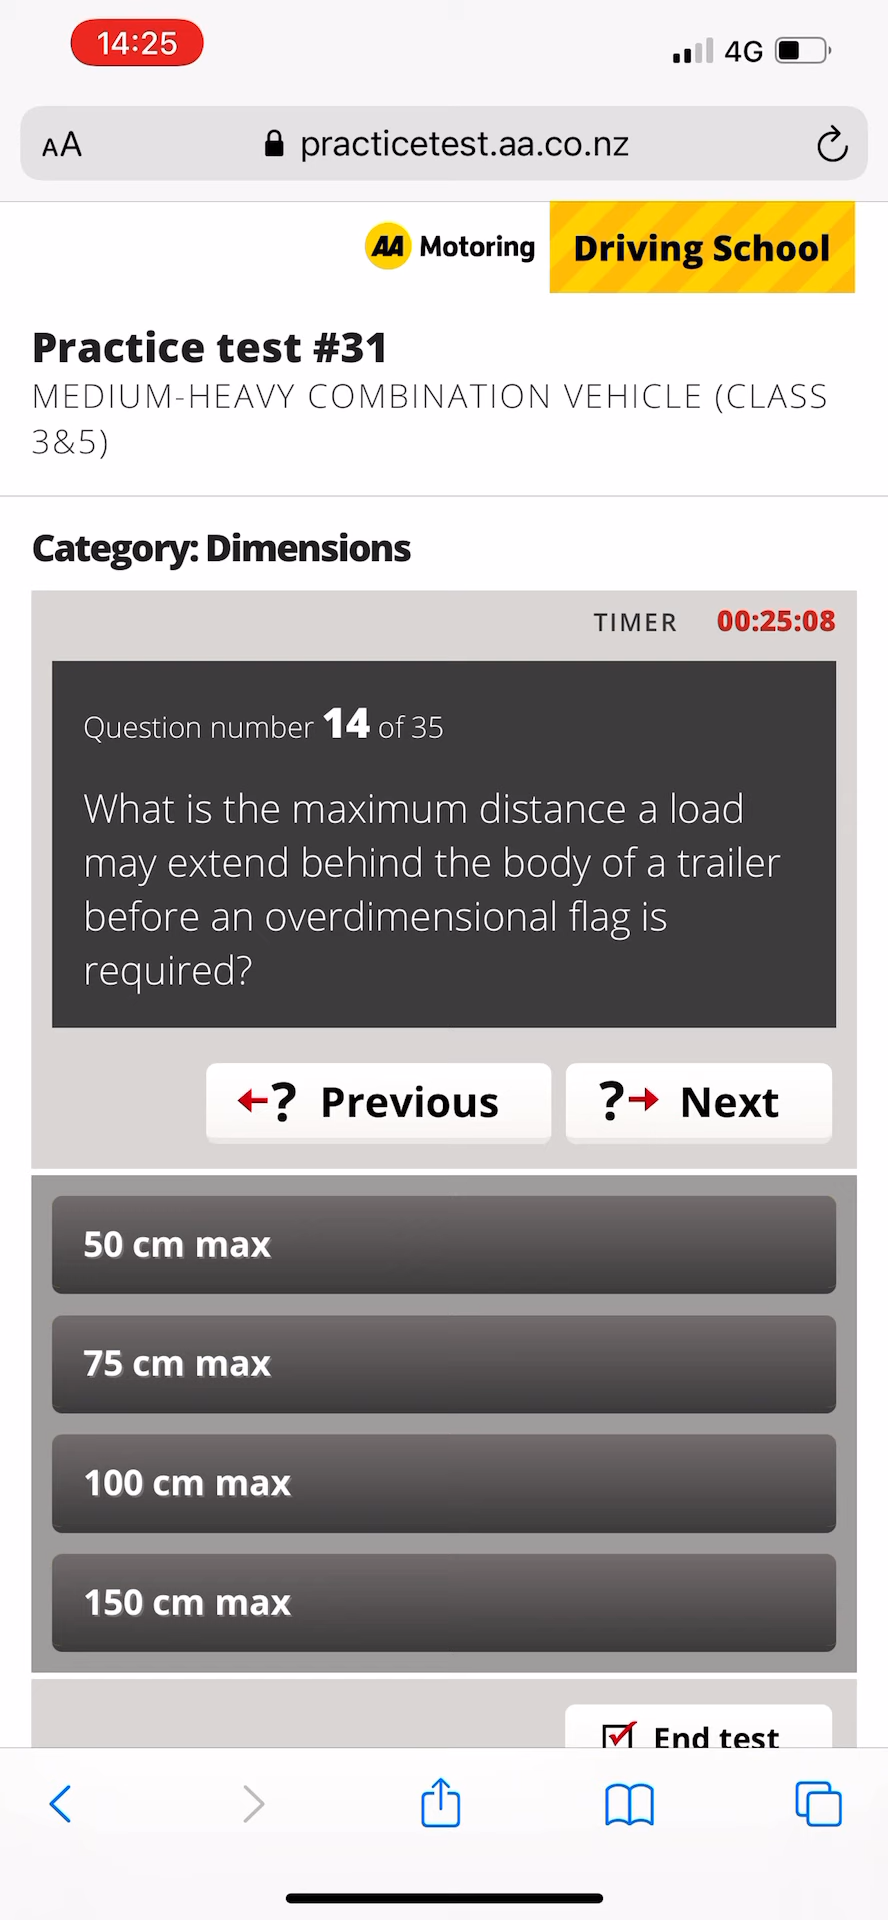 14:25
4G
AA
practicetest.aa.co.nz
AA Motoring
Driving School
Practice test #31
MEDIUM-HEAVY COMBINATION VEHICLE (CLASS
3&5)
Category: Dimensions
TIMER 00:25:08
Question number 14 of 35
What is the maximum distance a load
may extend behind the body of a trailer
before an overdimensional flag is
required?
? Previous
? Next
50 cm max
75 cm max
100 cm max
150 cm max
End test